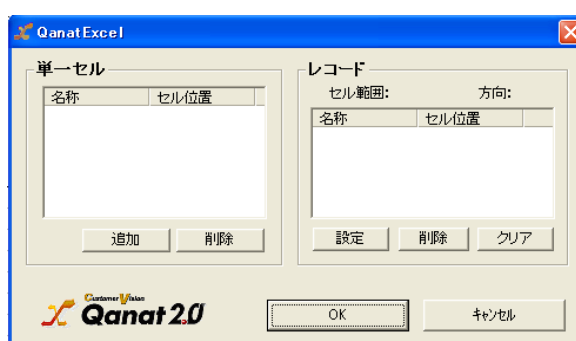 QanatExcel
単一セル
名称 セル位置
追加 削除
レコード
セル範囲: 方向:
名称 セル位置
設定 削除 クリア
Customer Vision
Qanat 2.0
OK キャンセル